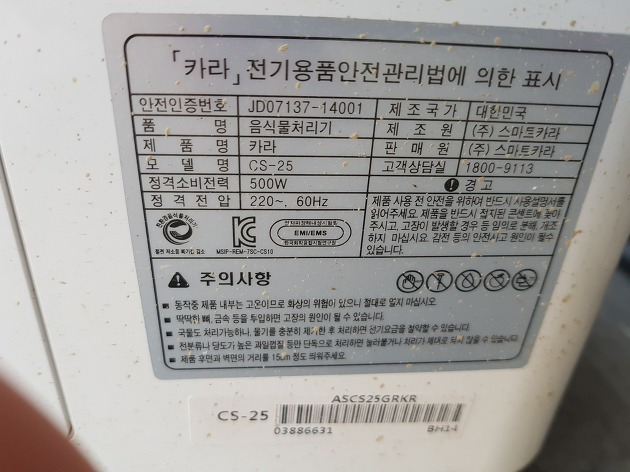 「카라」 전기용품안전관리법에 의한 표시
안전인증번호 JD07137-14001 제 조 국 가 대한민국
품 명 음식물처리기 제 조 원 (주) 스마트카라
제 품 명 카라 판 매 원 (주) 스마트카라
모 델 명 CS-25 고객상담실 1800-9113
정격소비전력 500W 경 고
정 격 전 압 220~, 60Hz 제품 사용 전 안전을 위하여 반드시 사용설명서를
읽어주세요. 제품을 반드시 접지된 콘센트에 꽂아
주시고, 고장이 발생할 경우 등 임의로 분해, 개조
하지 마십시요. 감전 등의 안전사고 원인이 될수
있습니다.
EMI/EMS
MSIP-REM-7SC-CS10
주의사항
동작중 제품 내부는 고온이므로 화상의 위험이 있으니 절대로 열지 마십시오.
딱딱한 뼈, 금속 등을 투입하면 고장의 원인이 될 수 있습니다.
국물도 처리가능하나, 물기를 충분히 제거한 후 처리하면 전기요금을 절약할 수 있습니다.
전분류나 당도가 높은 과일껍질 등만 단독으로 처리하면 눌러붙거나 처리가 제대로 되지 않을 수 있습니다.
제품 후면과 벽면의 거리를 15cm 정도 띄워주세요.
ASCS25GRKR
CS-25
03886631 BH14